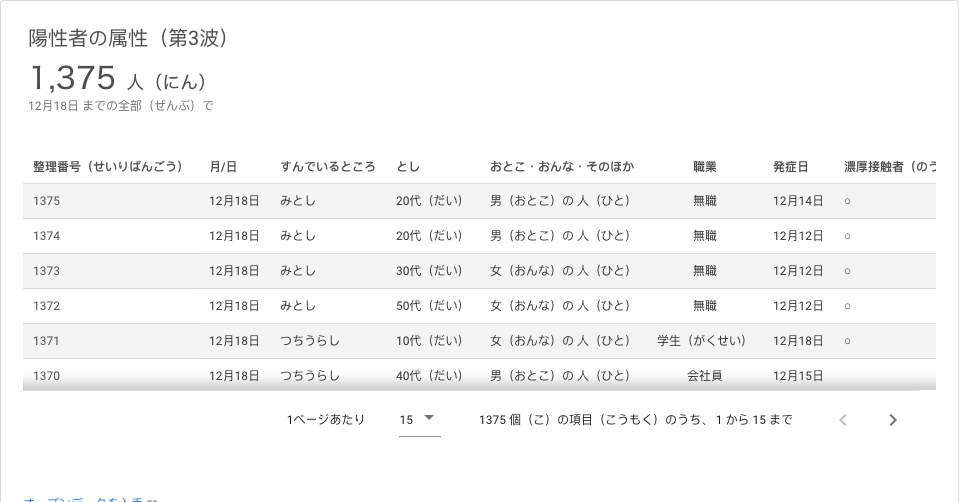 陽性者の属性（第3波）
1,375 人（にん）
12月18日 までの全部（ぜんぶ）で
整理番号（せいりばんごう） 月/日 すんでいるところ とし おとこ・おんな・そのほか 職業 発症日 濃厚接触者（のう
1375 12月18日 みとし 20代（だい） 男（おとこ）の 人（ひと） 無職 12月14日 ○
1374 12月18日 みとし 20代（だい） 男（おとこ）の 人（ひと） 無職 12月12日 ○
1373 12月18日 みとし 30代（だい） 女（おんな）の 人（ひと） 無職 12月12日 ○
1372 12月18日 みとし 50代（だい） 女（おんな）の 人（ひと） 無職 12月12日 ○
1371 12月18日 つちうらし 10代（だい） 女（おんな）の 人（ひと） 学生（がくせい） 12月18日 ○
1370 12月18日 つちうらし 40代（だい） 男（おとこ）の 人（ひと） 会社員 12月15日
1ページあたり 15 1375 個（こ）の項目（こうもく）のうち、1 から 15 まで
オープンデータを入手